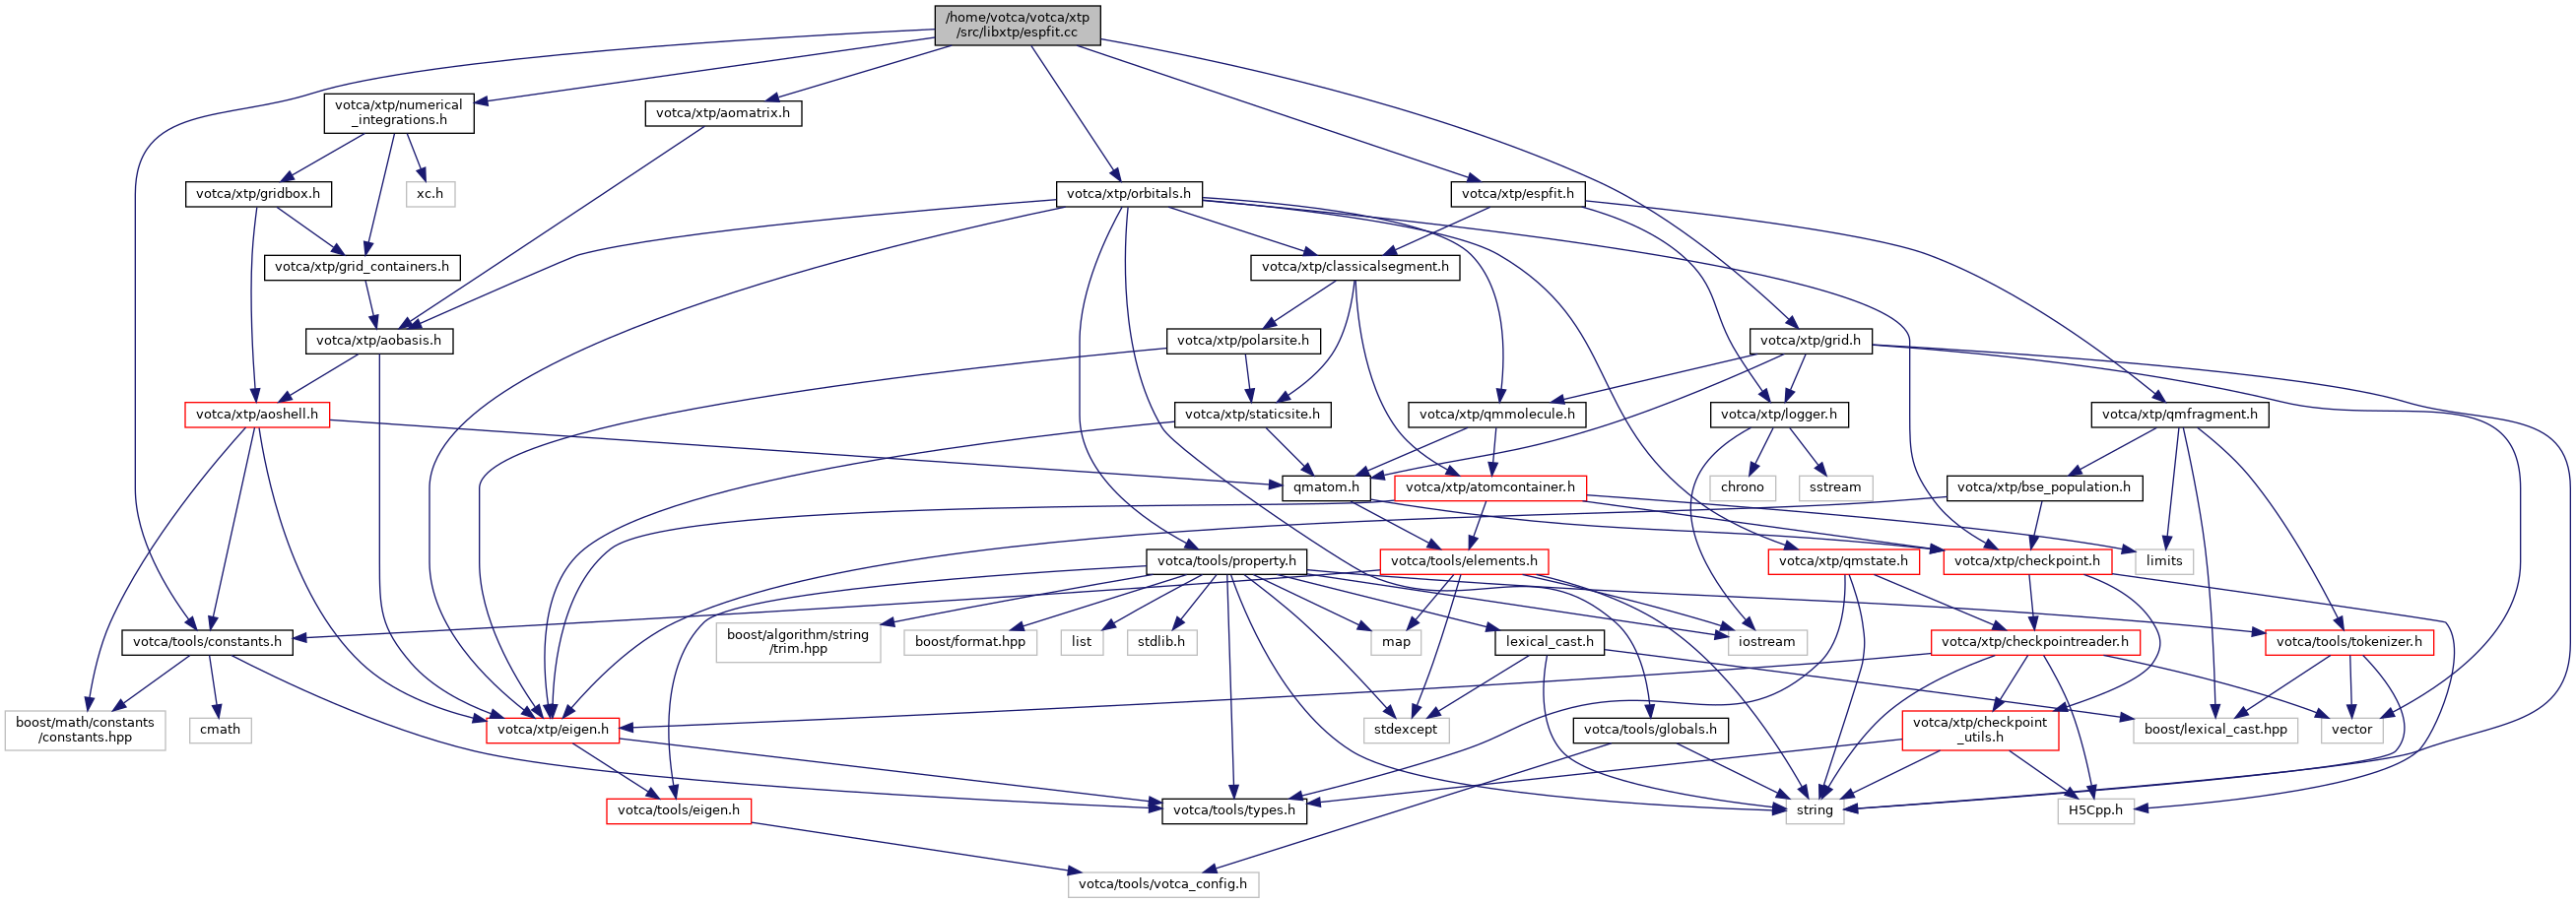 /home/votca/votca/xtp
/src/libxtp/espfit.cc
votca/xtp/numerical
_integrations.h
votca/xtp/aomatrix.h
votca/xtp/gridbox.h
xc.h
votca/xtp/orbitals.h
votca/xtp/espfit.h
votca/xtp/grid_containers.h
votca/xtp/classicalsegment.h
votca/xtp/aobasis.h
votca/xtp/polarsite.h
votca/xtp/grid.h
votca/xtp/aoshell.h
votca/xtp/staticsite.h
votca/xtp/qmmolecule.h
votca/xtp/logger.h
votca/xtp/qmfragment.h
qmatom.h
votca/xtp/atomcontainer.h
chrono
sstream
votca/xtp/bse_population.h
votca/tools/property.h
votca/tools/elements.h
votca/xtp/qmstate.h
votca/xtp/checkpoint.h
limits
votca/tools/constants.h
boost/algorithm/string
/trim.hpp
boost/format.hpp
list
stdlib.h
map
lexical_cast.h
iostream
votca/xtp/checkpointreader.h
votca/tools/tokenizer.h
boost/math/constants
/constants.hpp
cmath
votca/xtp/eigen.h
stdexcept
votca/tools/globals.h
votca/xtp/checkpoint
_utils.h
boost/lexical_cast.hpp
vector
votca/tools/eigen.h
votca/tools/types.h
string
H5Cpp.h
votca/tools/votca_config.h